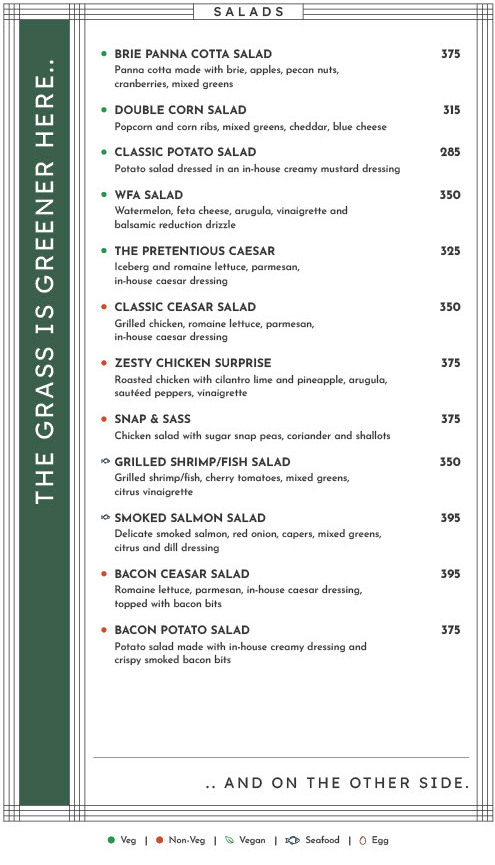 SALADS
THE GRASS IS GREENER HERE..
BRIE PANNA COTTA SALAD 375
Panna cotta made with brie, apples, pecan nuts,
cranberries, mixed greens
DOUBLE CORN SALAD 315
Popcorn and corn ribs, mixed greens, cheddar, blue cheese
CLASSIC POTATO SALAD 285
Potato salad dressed in an in-house creamy mustard dressing
WFA SALAD 350
Watermelon, feta cheese, arugula, vinaigrette and
balsamic reduction drizzle
THE PRETENTIOUS CAESAR 325
Iceberg and romaine lettuce, parmesan,
in-house caesar dressing
CLASSIC CEASAR SALAD 350
Grilled chicken, romaine lettuce, parmesan,
in-house caesar dressing
ZESTY CHICKEN SURPRISE 375
Roasted chicken with cilantro lime and pineapple, arugula,
sautéed peppers, vinaigrette
SNAP & SASS 375
Chicken salad with sugar snap peas, coriander and shallots
GRILLED SHRIMP/FISH SALAD 350
Grilled shrimp/fish, cherry tomatoes, mixed greens,
citrus vinaigrette
SMOKED SALMON SALAD 395
Delicate smoked salmon, red onion, capers, mixed greens,
citrus and dill dressing
BACON CEASAR SALAD 395
Romaine lettuce, parmesan, in-house caesar dressing,
topped with bacon bits
BACON POTATO SALAD 375
Potato salad made with in-house creamy dressing and
crispy smoked bacon bits
.. AND ON THE OTHER SIDE.
Veg | Non-Veg | Vegan | Seafood | Egg